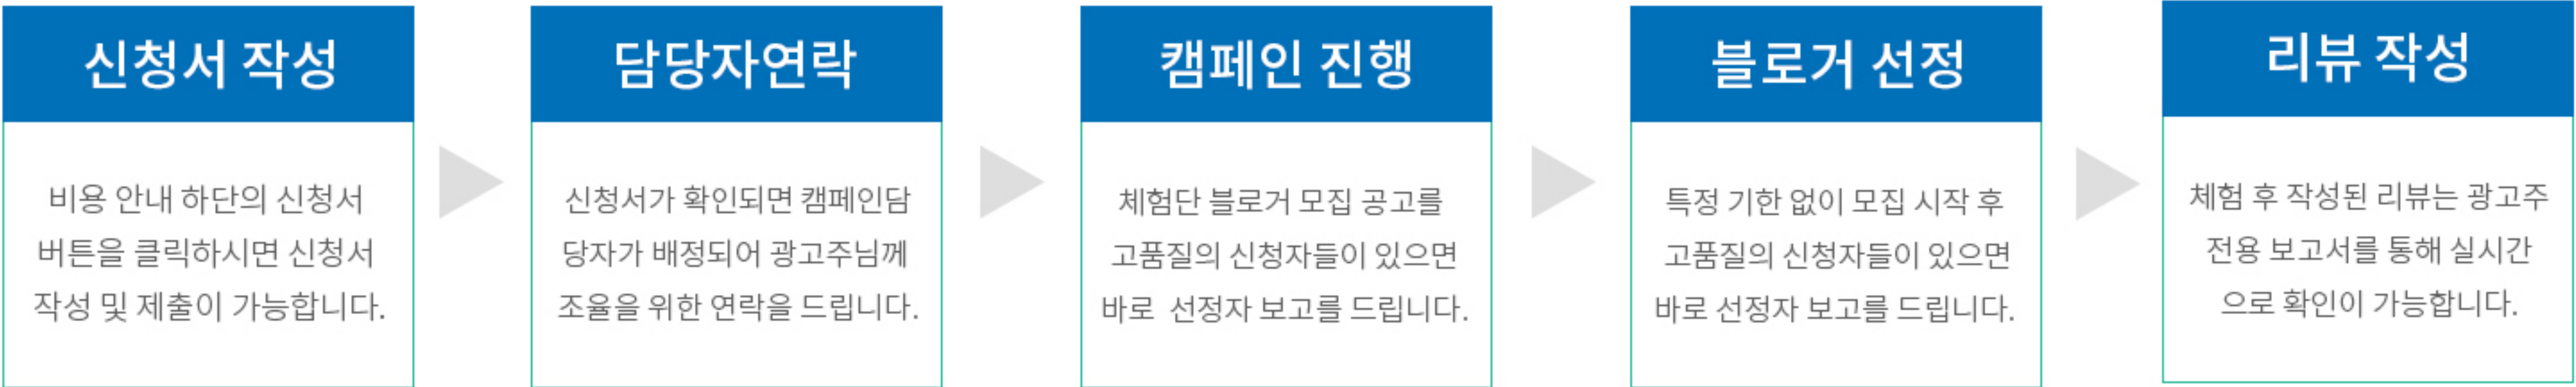 신청서 작성
비용 안내 하단의 신청서
버튼을 클릭하시면 신청서
작성 및 제출이 가능합니다.
담당자연락
신청서가 확인되면 캠페인담
당자가 배정되어 광고주님께
조율을 위한 연락을 드립니다.
캠페인 진행
체험단 블로거 모집 공고를
고품질의 신청자들이 있으면
바로 선정자 보고를 드립니다.
블로거 선정
특정 기한 없이 모집 시작 후
고품질의 신청자들이 있으면
바로 선정자 보고를 드립니다.
리뷰 작성
체험 후 작성된 리뷰는 광고주
전용 보고서를 통해 실시간
으로 확인이 가능합니다.